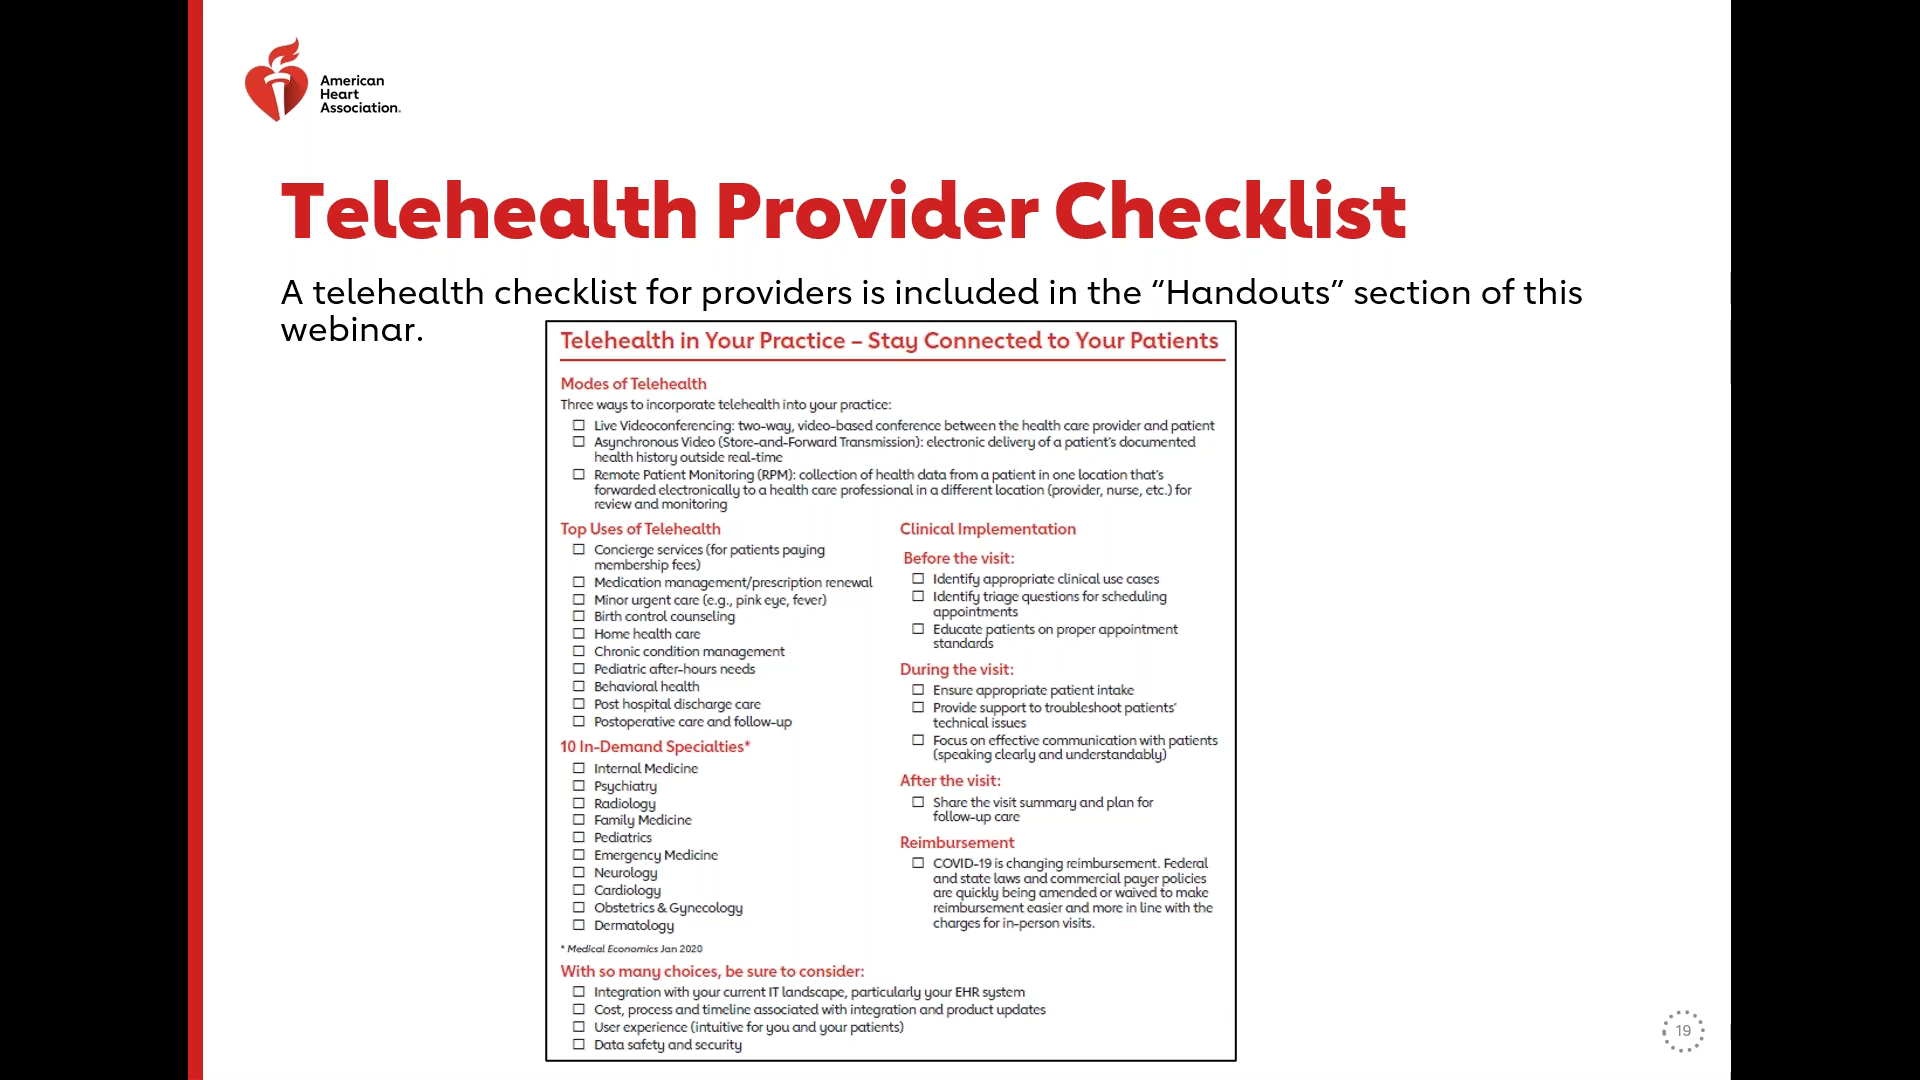 American
Heart
Association.
Telehealth Provider Checklist
A telehealth checklist for providers is included in the “Handouts” section of this
webinar.
Telehealth in Your Practice – Stay Connected to Your Patients
Modes of Telehealth
Three ways to incorporate telehealth into your practice:
☐ Live Videoconferencing: two-way, video-based conference between the health care provider and patient
☐ Asynchronous Video (Store-and-Forward Transmission): electronic delivery of a patient's documented
health history outside real-time
☐ Remote Patient Monitoring (RPM): collection of health data from a patient in one location that's
forwarded electronically to a health care professional in a different location (provider, nurse, etc.) for
review and monitoring
Top Uses of Telehealth
☐ Concierge services (for patients paying
membership fees)
☐ Medication management/prescription renewal
☐ Minor urgent care (e.g., pink eye, fever)
☐ Birth control counseling
☐ Home health care
☐ Chronic condition management
☐ Pediatric after-hours needs
☐ Behavioral health
☐ Post hospital discharge care
☐ Postoperative care and follow-up
10 In-Demand Specialties*
☐ Internal Medicine
☐ Psychiatry
☐ Radiology
☐ Family Medicine
☐ Pediatrics
☐ Emergency Medicine
☐ Neurology
☐ Cardiology
☐ Obstetrics & Gynecology
☐ Dermatology
* Medical Economics Jan 2020
Clinical Implementation
Before the visit:
☐ Identify appropriate clinical use cases
☐ Identify triage questions for scheduling
appointments
☐ Educate patients on proper appointment
standards
During the visit:
☐ Ensure appropriate patient intake
☐ Provide support to troubleshoot patients'
technical issues
☐ Focus on effective communication with patients
(speaking clearly and understandably)
After the visit:
☐ Share the visit summary and plan for
follow-up care
Reimbursement
☐ COVID-19 is changing reimbursement. Federal
and state laws and commercial payer policies
are quickly being amended or waived to make
reimbursement easier and more in line with the
charges for in-person visits.
With so many choices, be sure to consider:
☐ Integration with your current IT landscape, particularly your EHR system
☐ Cost, process and timeline associated with integration and product updates
☐ User experience (intuitive for you and your patients)
☐ Data safety and security
19